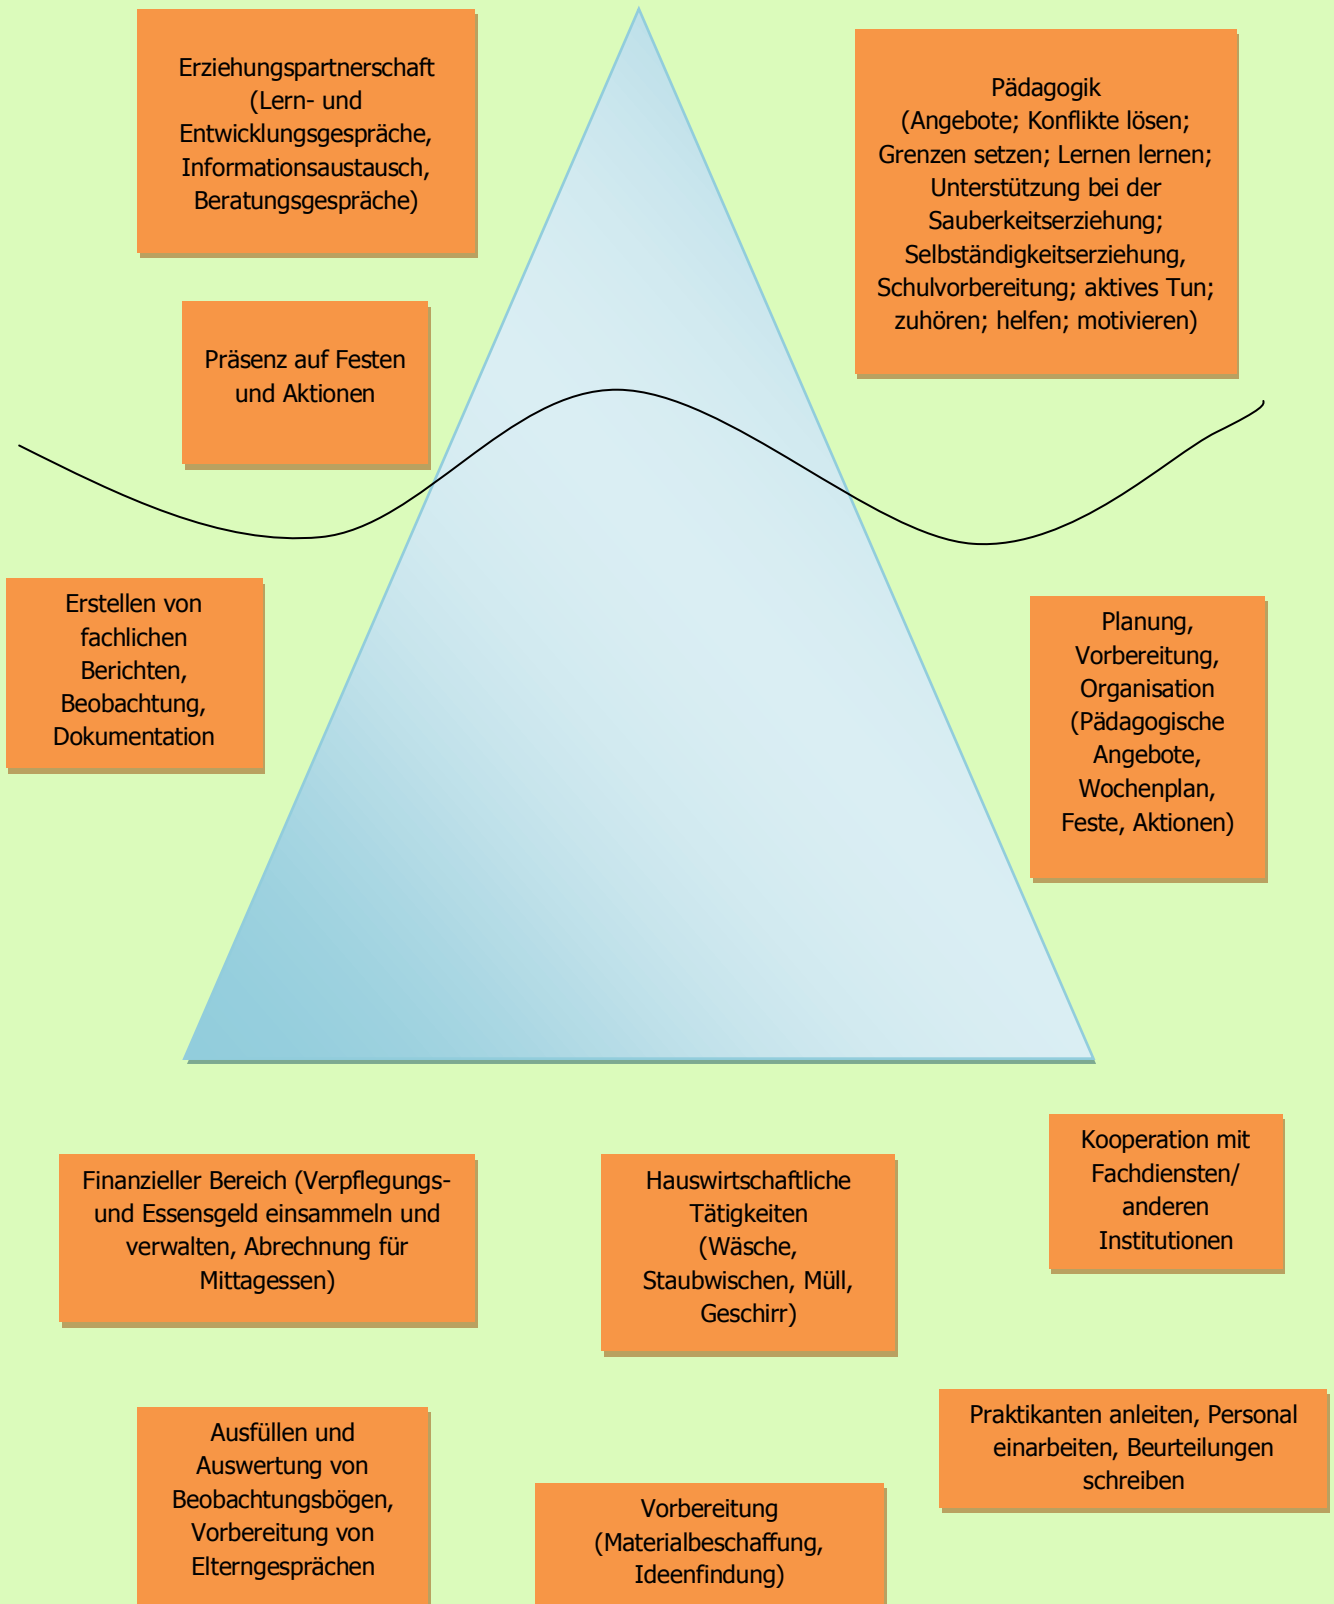 Erziehungspartnerschaft
(Lern- und
Entwicklungsgespräche,
Informationsaustausch,
Beratungsgespräche)
Pädagogik
(Angebote; Konflikte lösen;
Grenzen setzen; Lernen lernen;
Unterstützung bei der
Sauberkeitserziehung;
Selbständigkeitserziehung,
Schulvorbereitung; aktives Tun;
zuhören; helfen; motivieren)
Präsenz auf Festen
und Aktionen
Erstellen von
fachlichen
Berichten,
Beobachtung,
Dokumentation
Planung,
Vorbereitung,
Organisation
(Pädagogische
Angebote,
Wochenplan,
Feste, Aktionen)
Finanzieller Bereich (Verpflegungs-
und Essensgeld einsammeln und
verwalten, Abrechnung für
Mittagessen)
Hauswirtschaftliche
Tätigkeiten
(Wäsche,
Staubwischen, Müll,
Geschirr)
Kooperation mit
Fachdiensten/
anderen
Institutionen
Ausfüllen und
Auswertung von
Beobachtungsbögen,
Vorbereitung von
Elterngesprächen
Vorbereitung
(Materialbeschaffung,
Ideenfindung)
Praktikanten anleiten, Personal
einarbeiten, Beurteilungen
schreiben